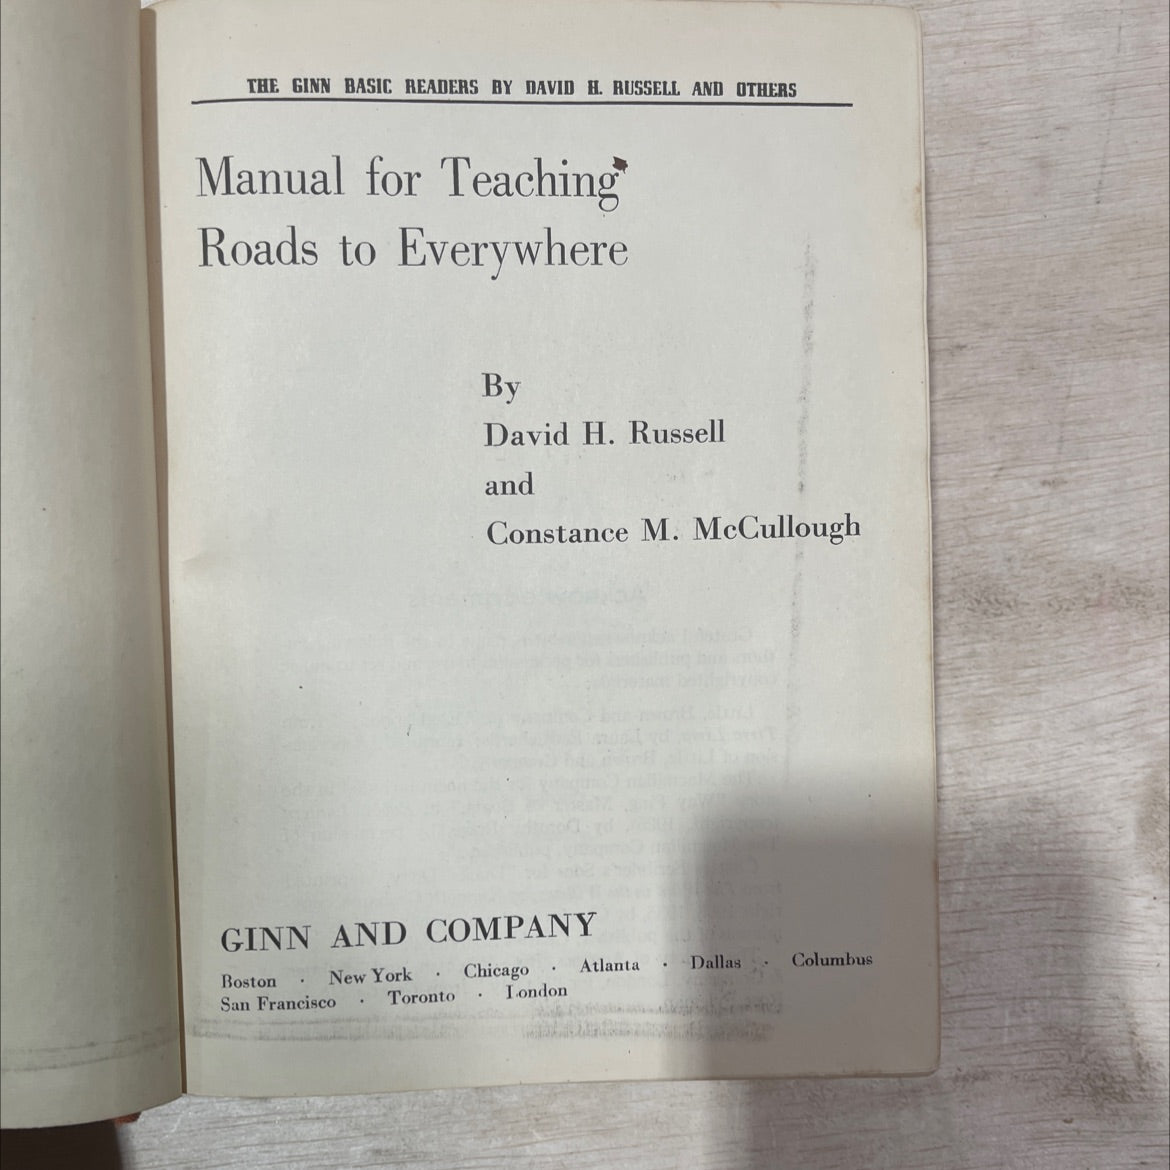 THE GINN BASIC READERS BY DAVID H. RUSSELL AND OTHERS
Manual for Teaching
Roads to Everywhere
By
David H. Russell
and
Constance M. McCullough
GINN AND COMPANY
Boston · New York · Chicago · Atlanta · Dallas · Columbus
San Francisco · Toronto · London